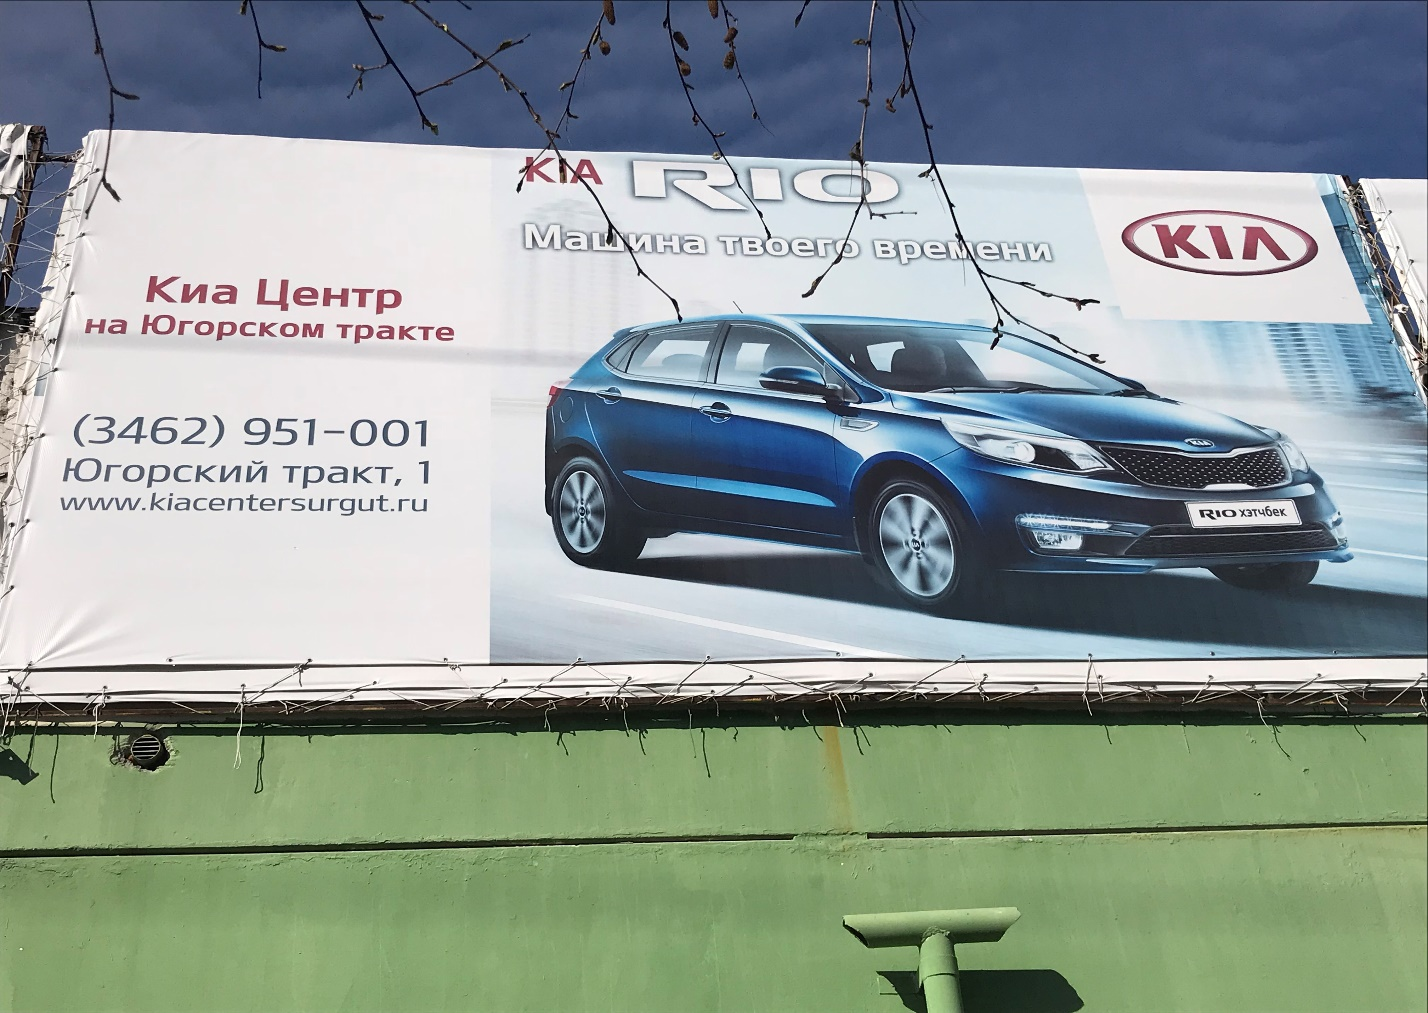 KIA RIO
Машина твоего времени
KIA
Киа Центр
на Югорском тракте
(3462) 951-001
Югорский тракт, 1
www.kiacentersurgut.ru
KIA
RIO хэтчбек